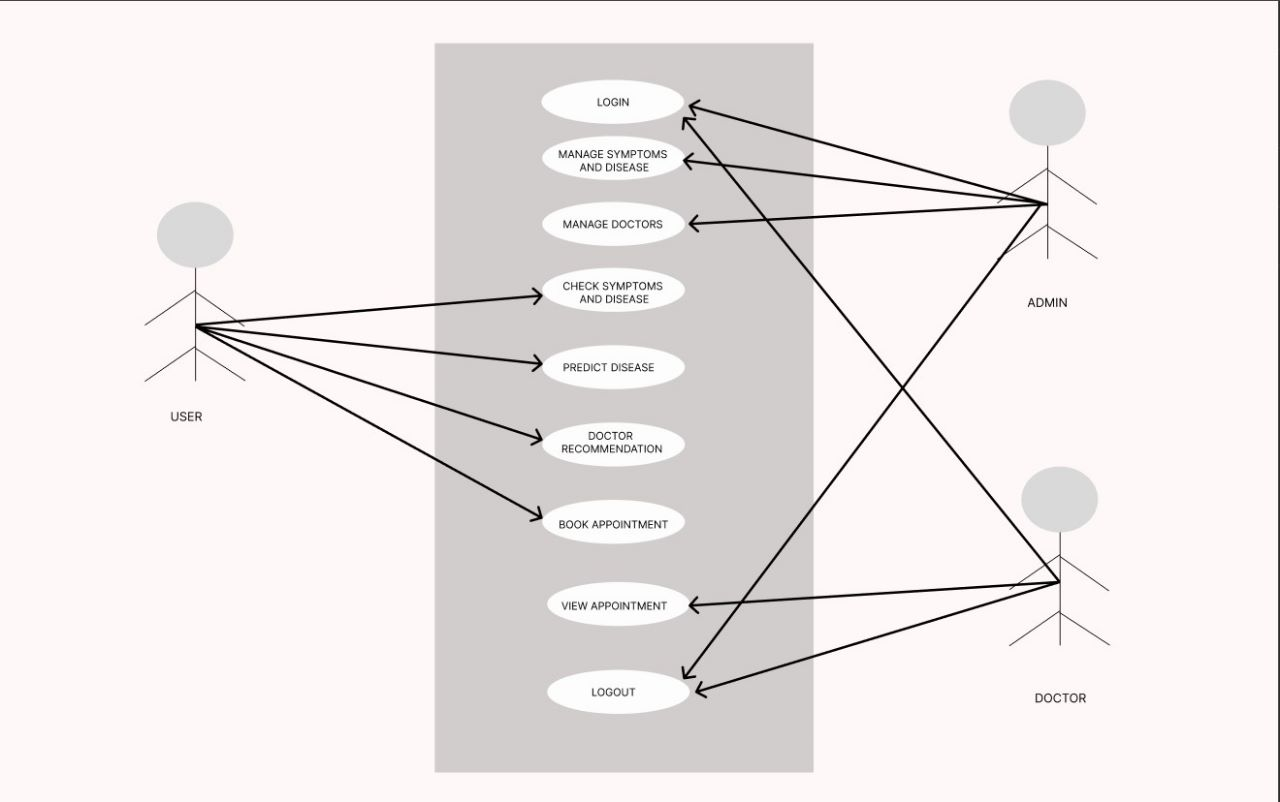 LOGIN
MANAGE SYMPTOMS
AND DISEASE
MANAGE DOCTORS
CHECK SYMPTOMS
AND DISEASE
PREDICT DISEASE
DOCTOR
RECOMMENDATION
BOOK APPOINTMENT
VIEW APPOINTMENT
LOGOUT
USER
ADMIN
DOCTOR